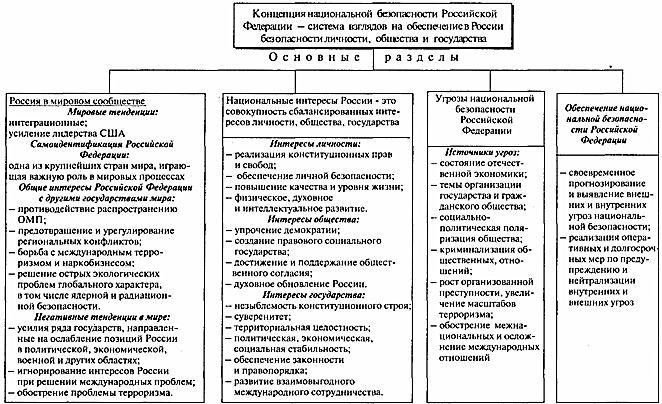 Концепция национальной безопасности Российской
Федерации – система взглядов на обеспечение в России
безопасности личности, общества и государства
Основные разделы
Россия в мировом сообществе
Мировые тенденции:
интеграционные;
усиление лидерства США
Самоидентификация Российской
Федерации:
одна из крупнейших стран мира, играю-
щая важную роль в мировых процессах
Общие интересы Российской Федерации
с другими государствами мира:
– противодействие распространению
ОМП;
– предотвращение и урегулирование
региональных конфликтов;
– борьба с международным терро-
ризмом и наркобизнесом;
– решение острых экологических
проблем глобального характера,
в том числе ядерной и радиацион-
ной безопасности.
Негативные тенденции в мире:
– усилия ряда государств, направлен-
ные на ослабление позиций России
в политической, экономической,
военной и других областях;
– игнорирование интересов России
при решении международных проблем;
– обострение проблемы терроризма.
Национальные интересы России - это
совокупность сбалансированных инте-
ресов личности, общества, государства
Интересы личности:
– реализация конституционных прав
и свобод;
– обеспечение личной безопасности;
– повышение качества и уровня жизни;
– физическое, духовное
и интеллектуальное развитие.
Интересы общества:
– упрочение демократии;
– создание правового социального
государства;
– достижение и поддержание общест-
венного согласия;
– духовное обновление России.
Интересы государства:
– незыблемость конституционного строя;
– суверенитет;
– территориальная целостность;
– политическая, экономическая,
социальная стабильность;
– обеспечение законности
и правопорядка;
– развитие взаимовыгодного
международного сотрудничества.
Угрозы национальной
безопасности
Российской
Федерации
Источники угроз:
– состояние отечест-
венной экономики;
– темы организации
государства и граж-
данского общества;
– социально-
политическая поля-
ризация общества;
– криминализация об-
щественных, отно-
шений;
– рост организованной
преступности, увели-
чение масштабов
терроризма;
– обострение межна-
циональных и ослож-
нение международных
отношений
Обеспечение нацио-
нальной безопасно-
сти Российской
Федерации
– своевременное
прогнозирование
и выявление внеш-
них и внутренних
угроз националь-
ной безопасности;
– реализация опера-
тивных и долгосроч-
ных мер по преду-
преждению и
нейтрализации
внутренних и
внешних угроз